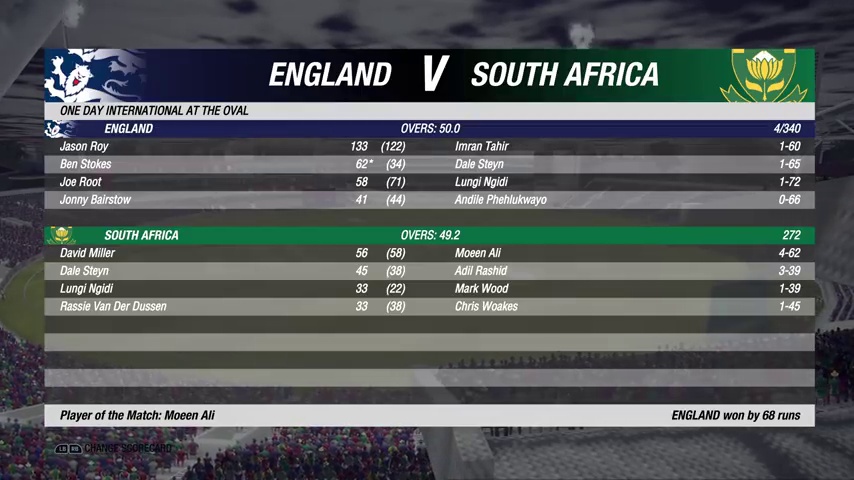 ENGLAND V SOUTH AFRICA
ONE DAY INTERNATIONAL AT THE OVAL
ENGLAND OVERS: 50.0 4/340
Jason Roy 133 (122) Imran Tahir 1-60
Ben Stokes 62* (34) Dale Steyn 1-65
Joe Root 58 (71) Lungi Ngidi 1-72
Jonny Bairstow 41 (44) Andile Phehlukwayo 0-66
SOUTH AFRICA OVERS: 49.2 272
David Miller 56 (58) Moeen Ali 4-62
Dale Steyn 45 (38) Adil Rashid 3-39
Lungi Ngidi 33 (22) Mark Wood 1-39
Rassie Van Der Dussen 33 (38) Chris Woakes 1-45
Player of the Match: Moeen Ali ENGLAND won by 68 runs
LB RB CHANGE SCORECARD